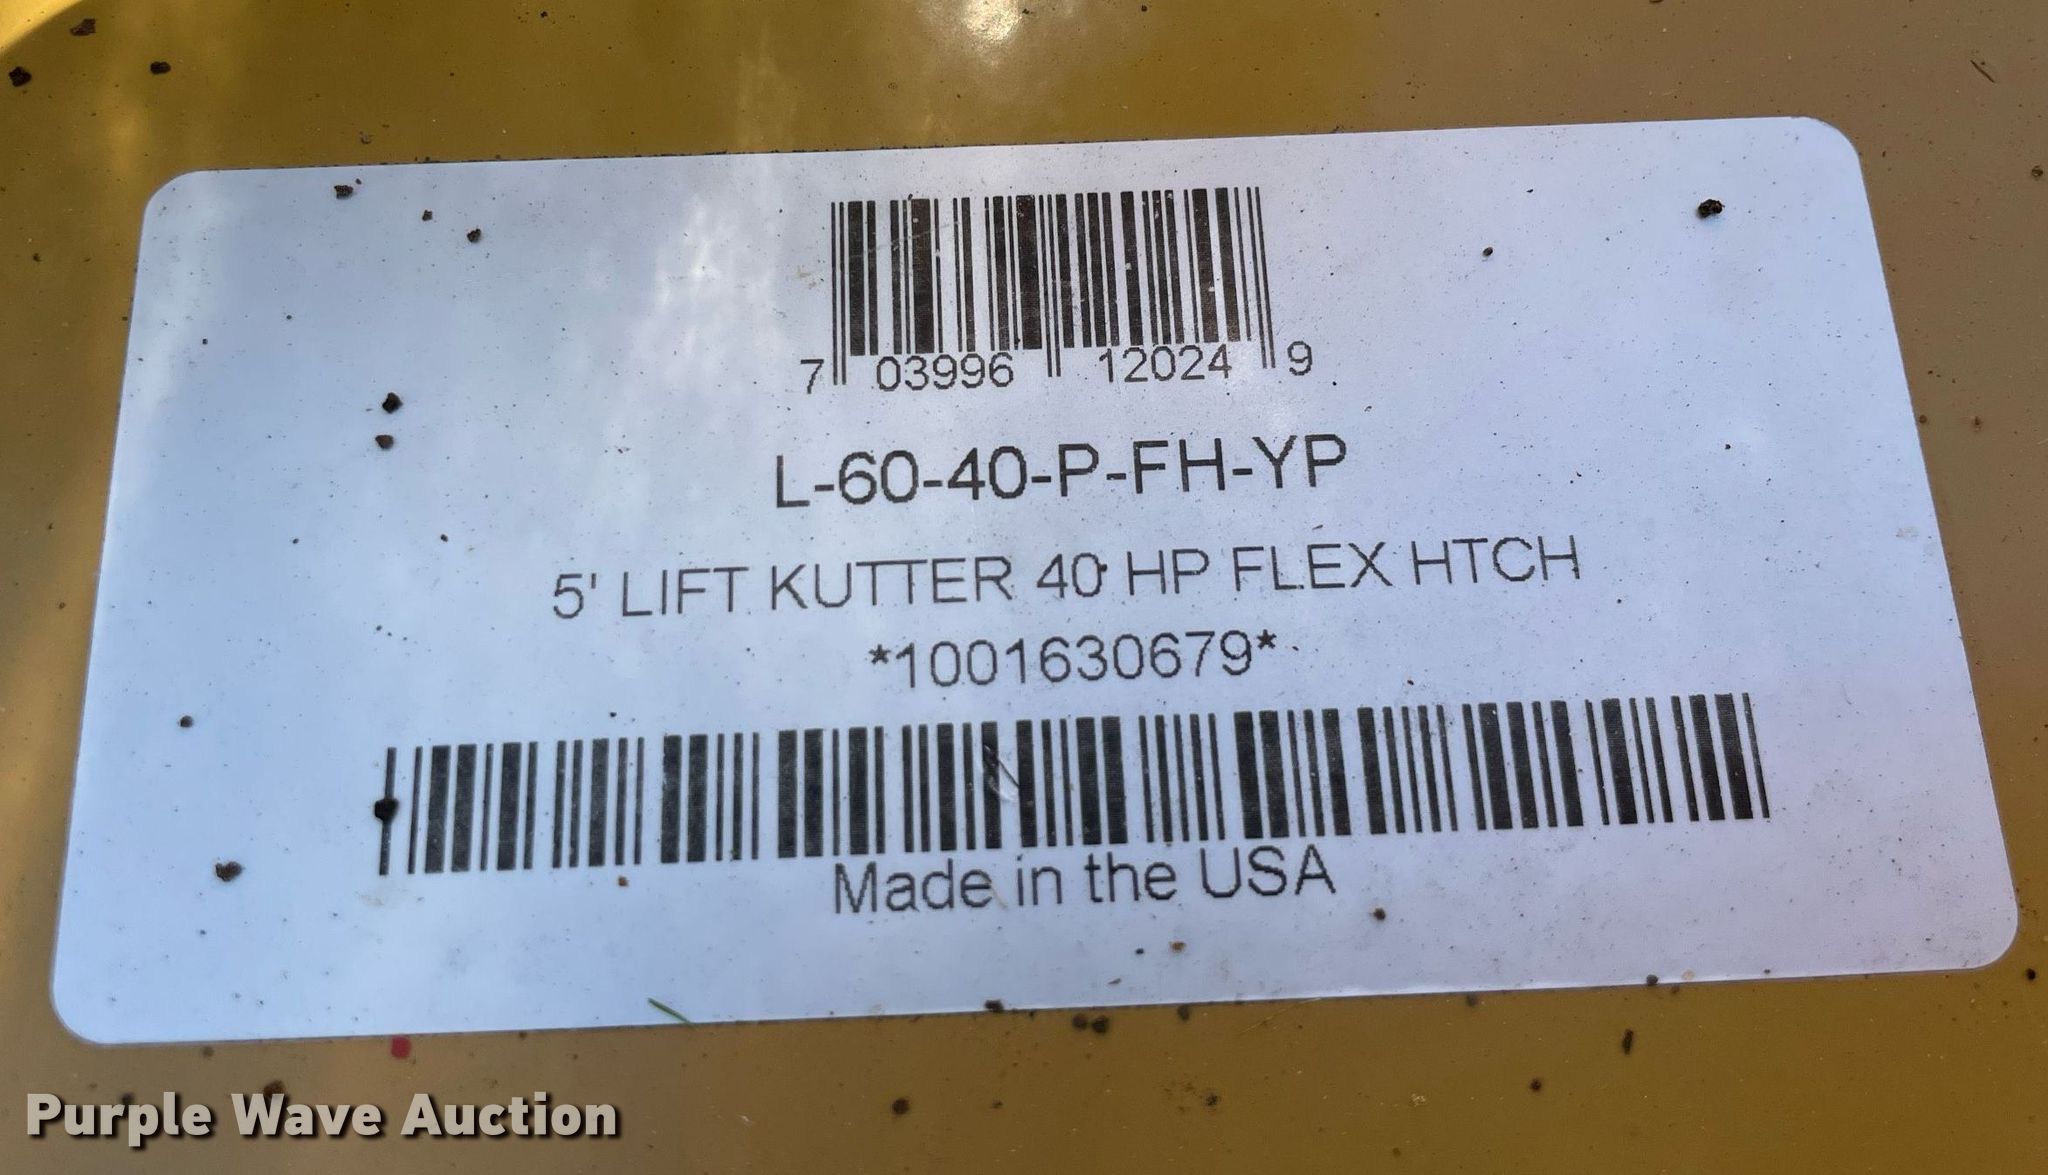 7 03996 12024 9
L-60-40-P-FH-YP
5' LIFT KUTTER 40 HP FLEX HTCH
*1001630679*
Made in the USA
Purple Wave Auction